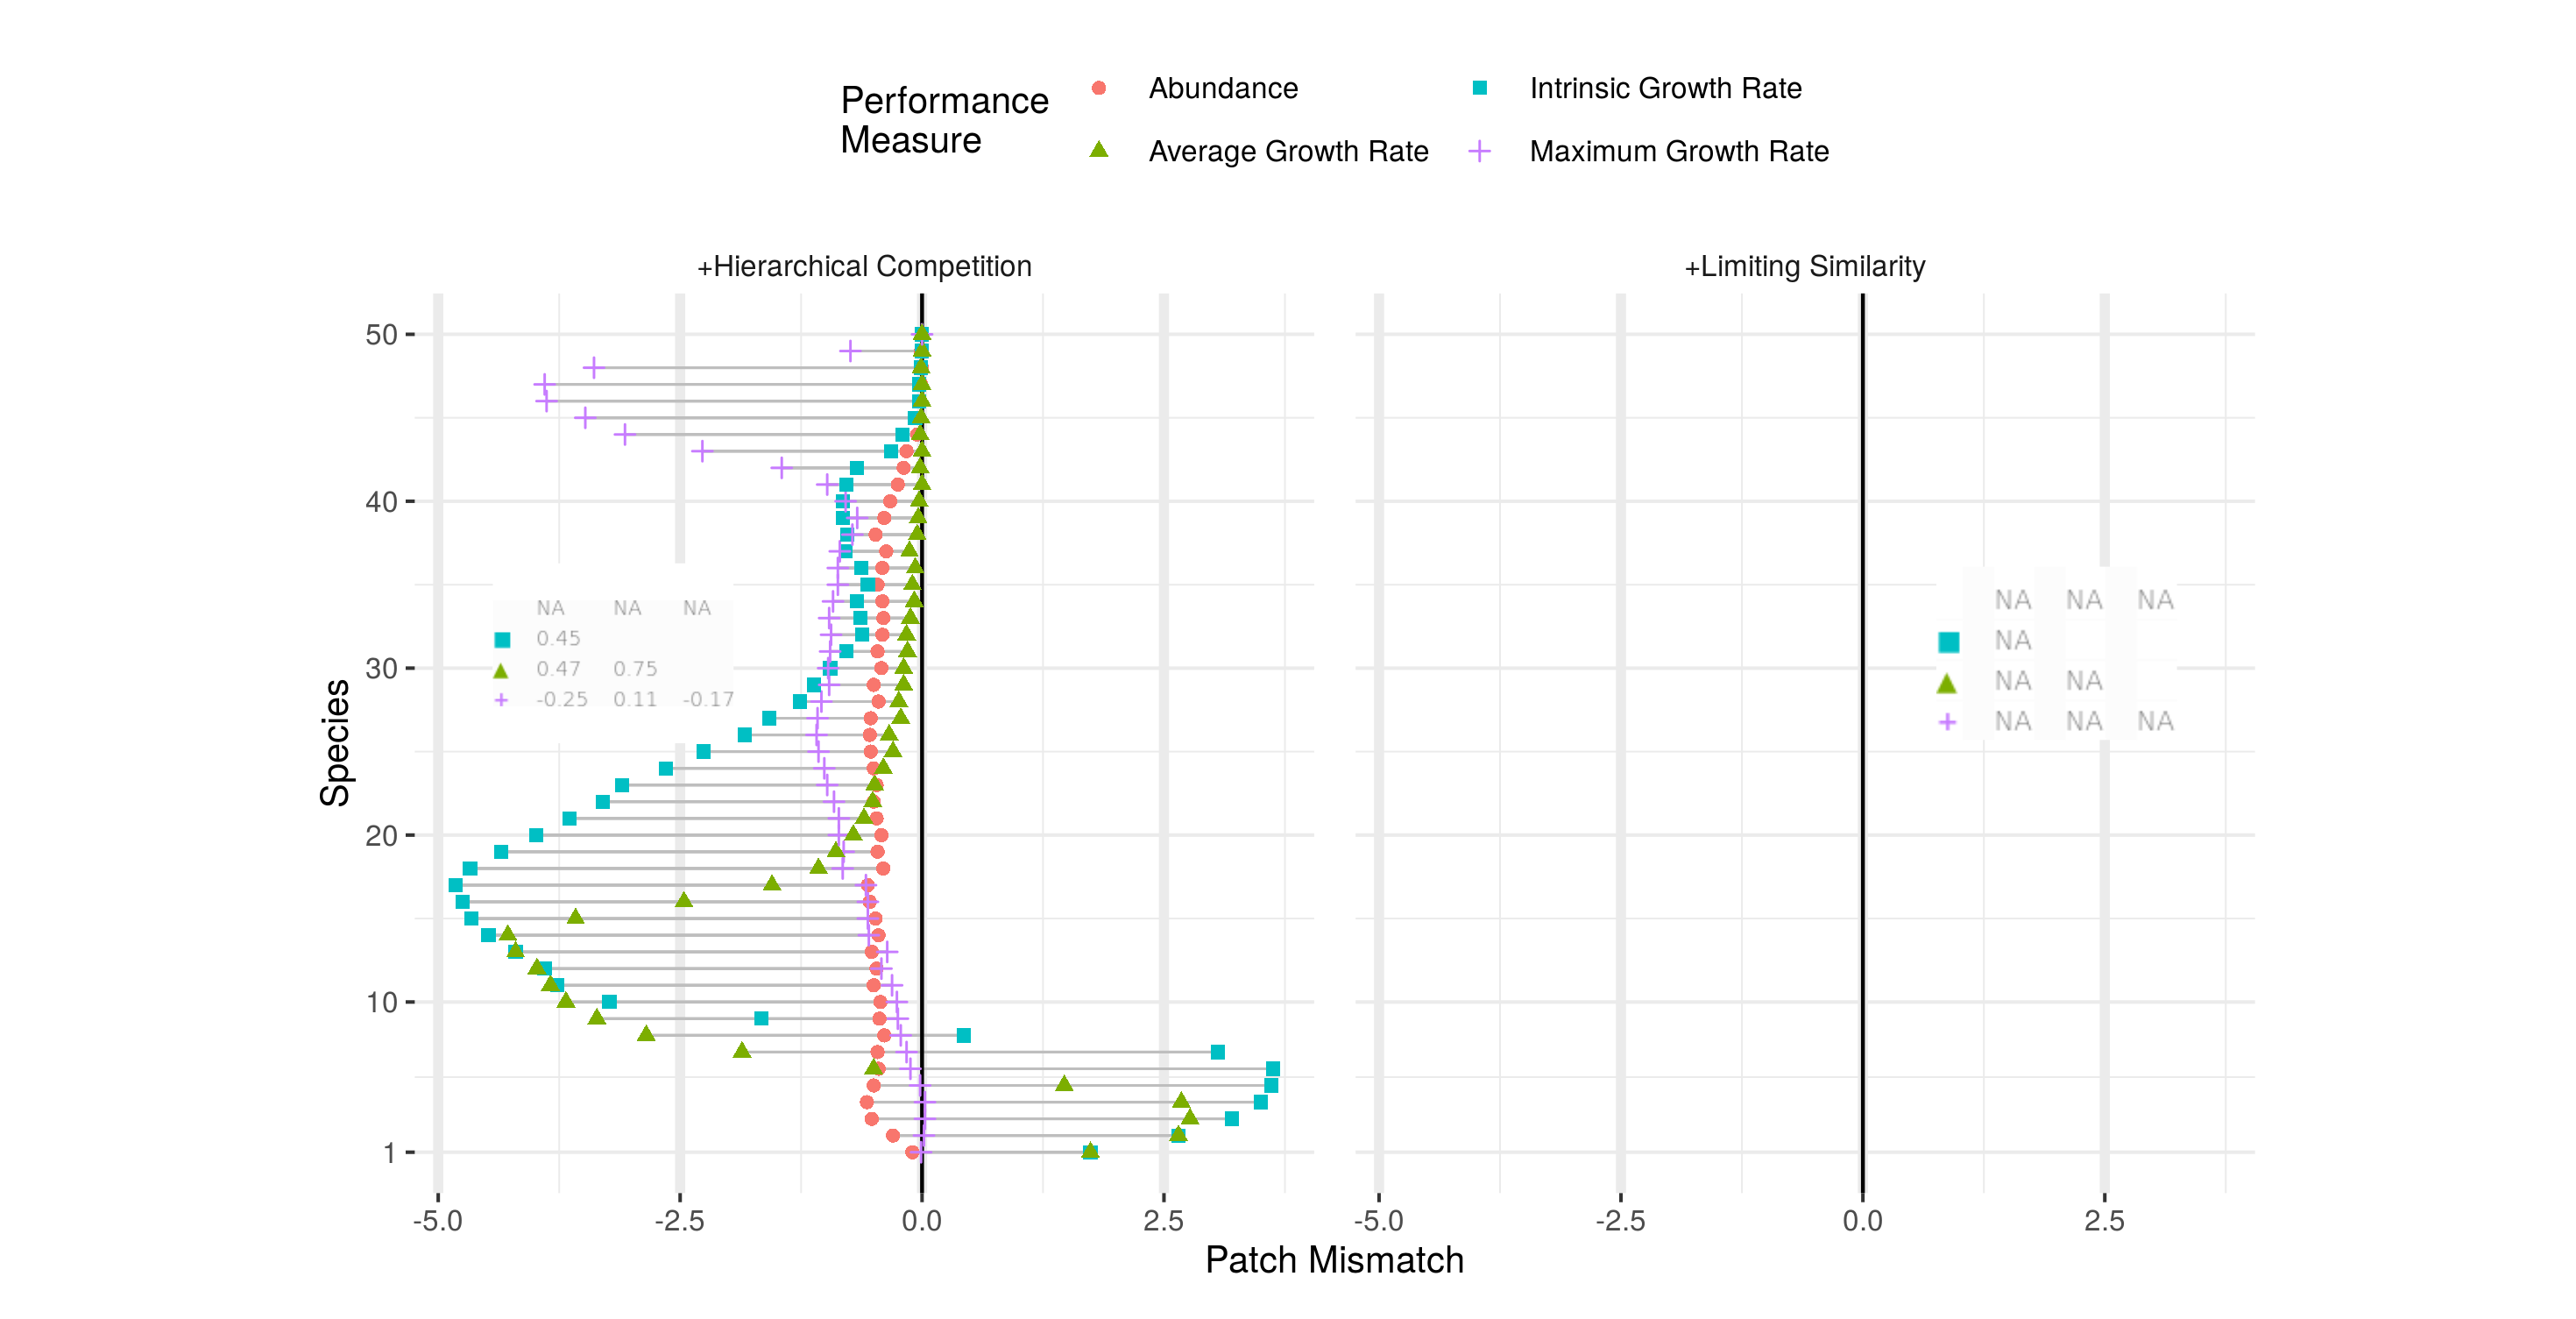 Performance
Measure
Abundance
Intrinsic Growth Rate
Average Growth Rate
Maximum Growth Rate
+Hierarchical Competition
+Limiting Similarity
50
40
30
20
10
1
Species
NA NA NA
0.45
0.47 0.75
-0.25 0.11 -0.17
NA NA NA
NA
NA NA
NA NA NA
-5.0 -2.5 0.0 2.5
-5.0 -2.5 0.0 2.5
Patch Mismatch